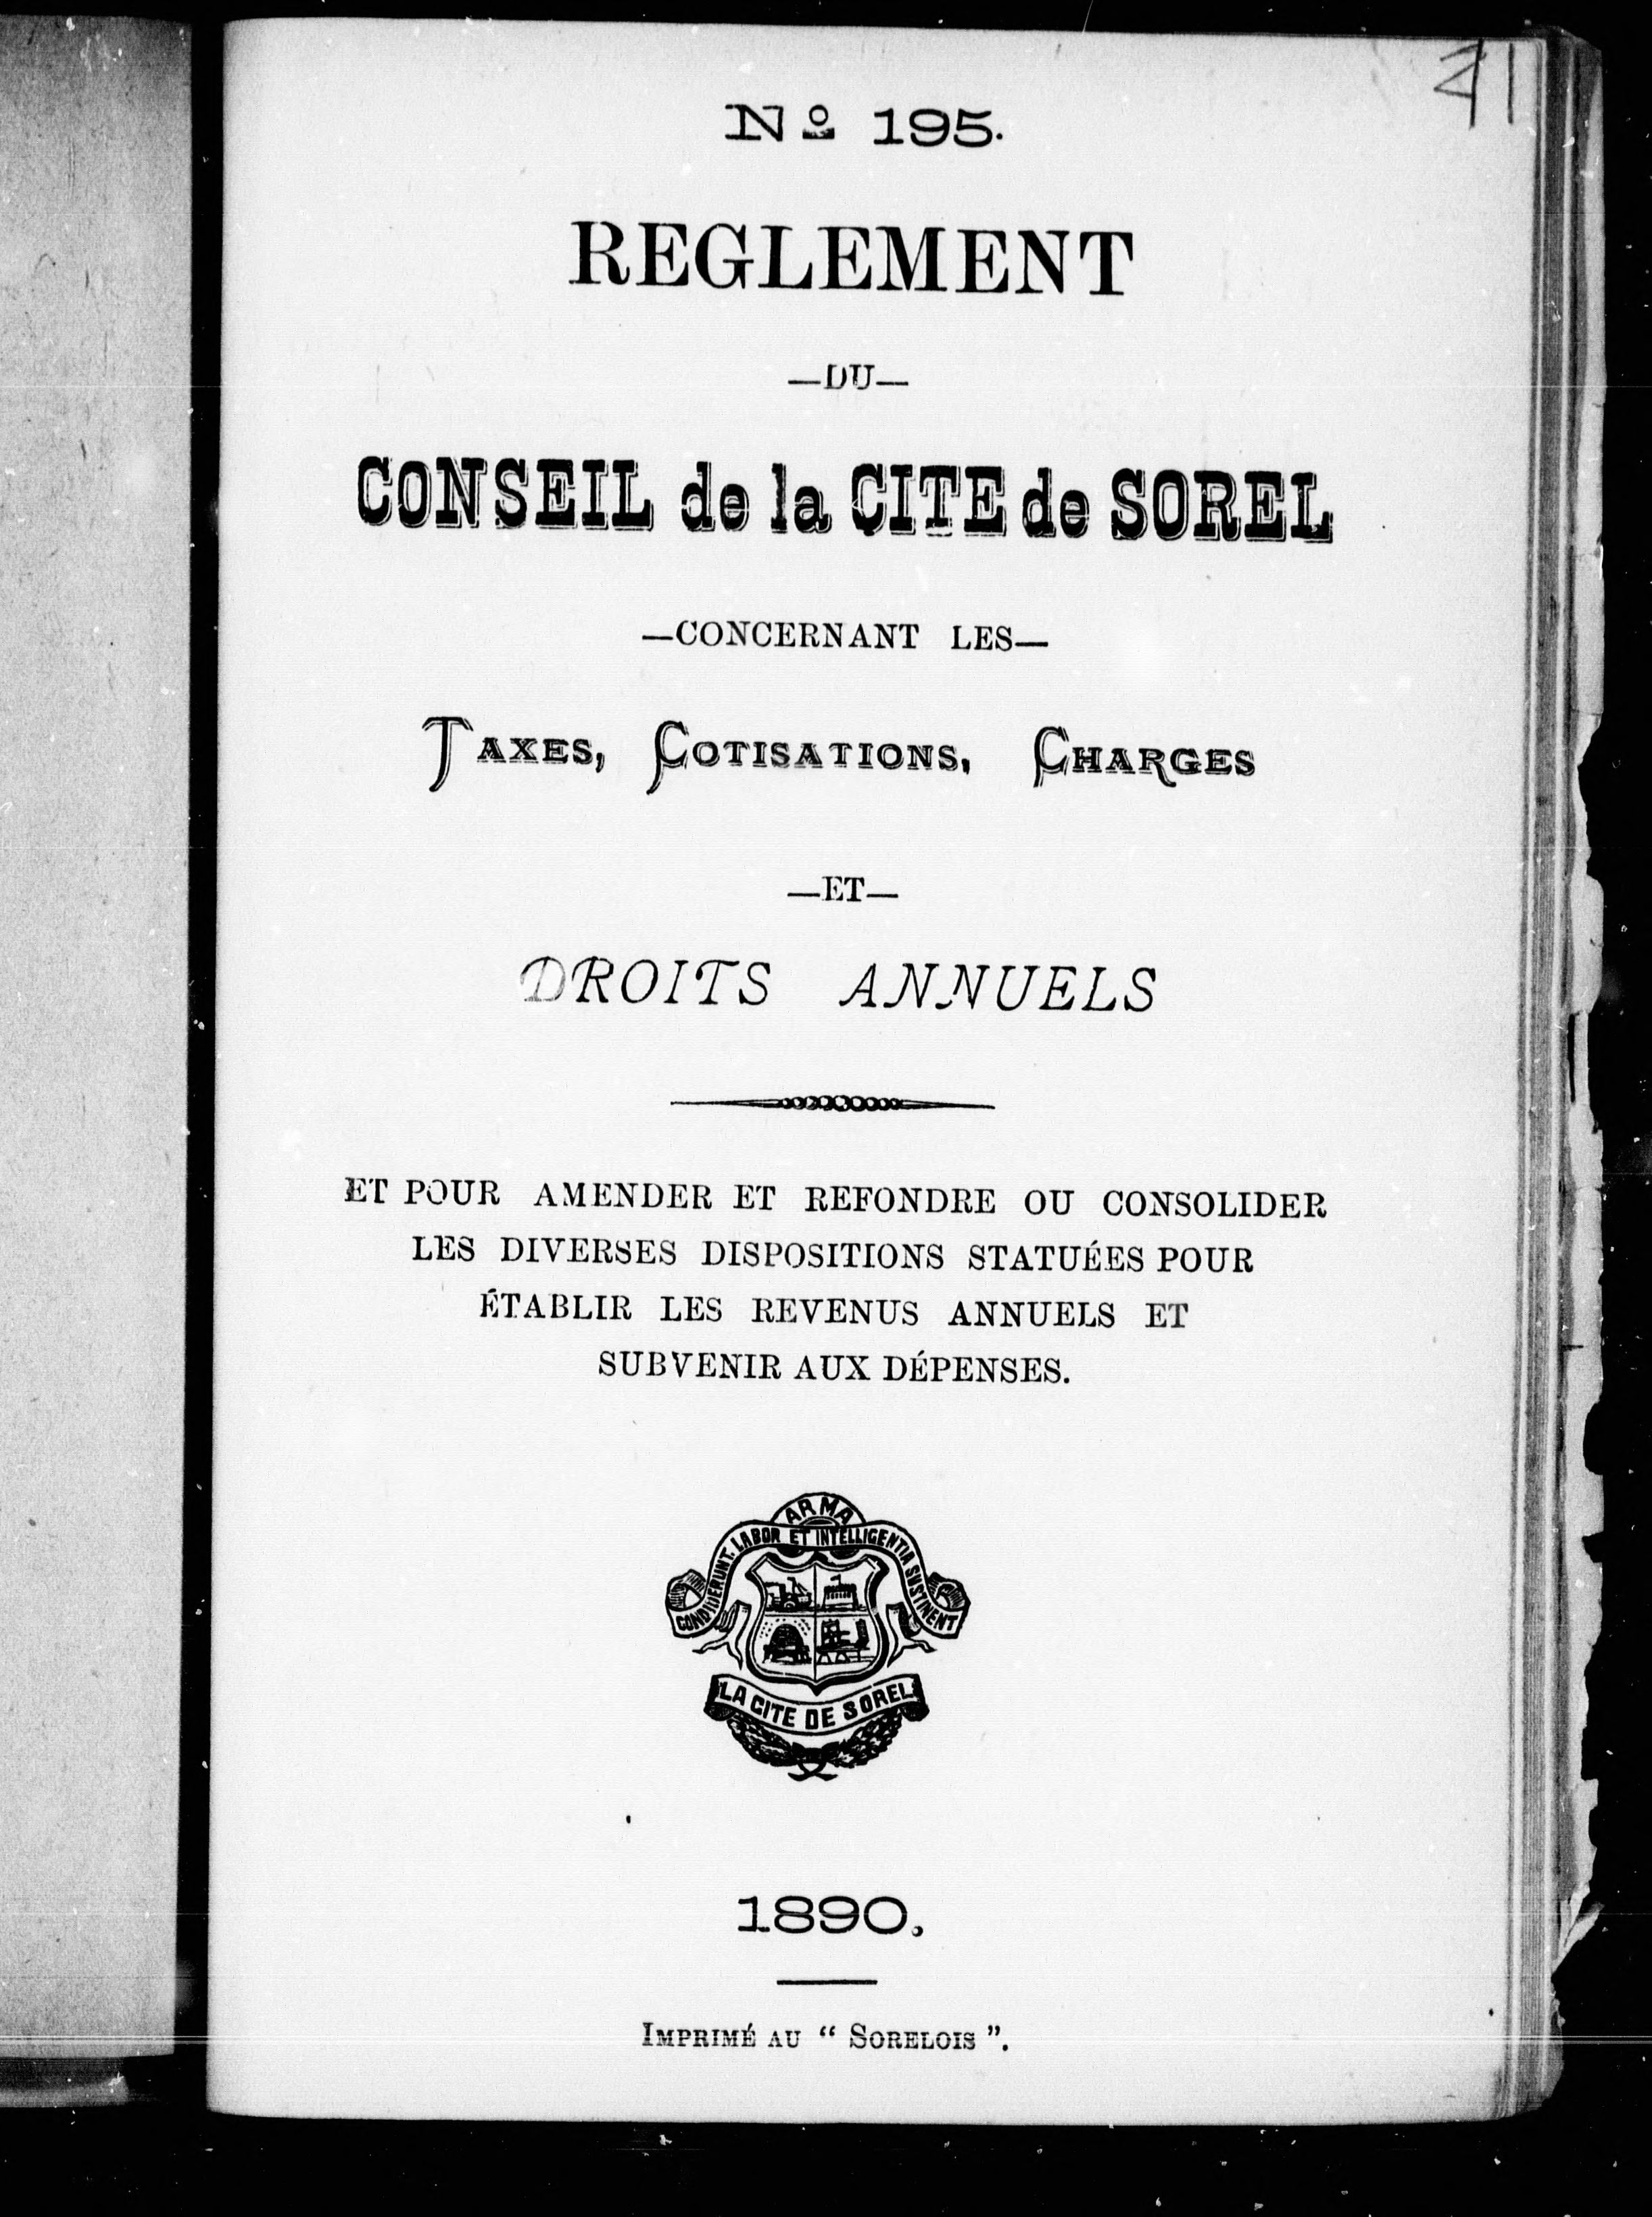 21
Nº 195.
REGLEMENT
—DU—
CONSEIL de la CITE de SOREL
—CONCERNANT LES—
TAXES, COTISATIONS, CHARGES
—ET—
DROITS ANNUELS
ET POUR AMENDER ET REFONDRE OU CONSOLIDER
LES DIVERSES DISPOSITIONS STATUÉES POUR
ÉTABLIR LES REVENUS ANNUELS ET
SUBVENIR AUX DÉPENSES.
ARMA
CONDIDERUNT. LABOR ET INTELLIGENTIA SUSTINENT
LA CITE DE SOREL
1890.
IMPRIMÉ AU “ SORELOIS ”.